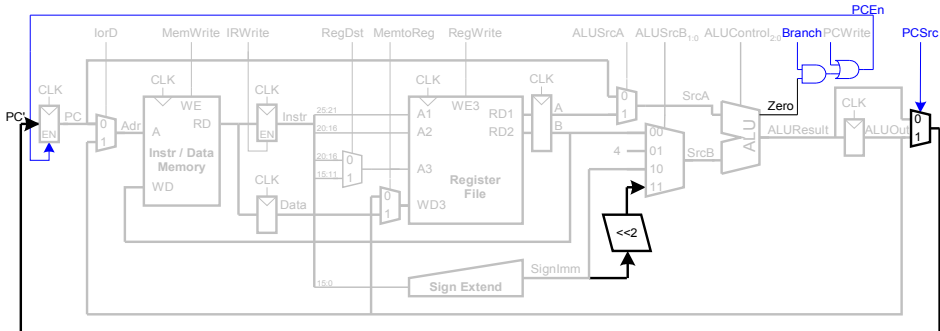 PCEn
IorD MemWrite IRWrite RegDst MemtoReg RegWrite ALUSrcA ALUSrcB1:0 ALUControl2:0 Branch PCWrite PCSrc
CLK CLK CLK CLK CLK CLK
PC' EN PC 0 1 Adr A WE RD EN Instr 25:21 A1 WE3 RD1 A 0 1 SrcA Zero ALUResult ALUOut 0 1
20:16 A2 RD2 B 00
Instr / Data Memory
4 01 SrcB ALU
20:16 0 A3 10
15:11 1 11
WD CLK Data 0 1 WD3 Register File
<<2
SignImm
15:0 Sign Extend